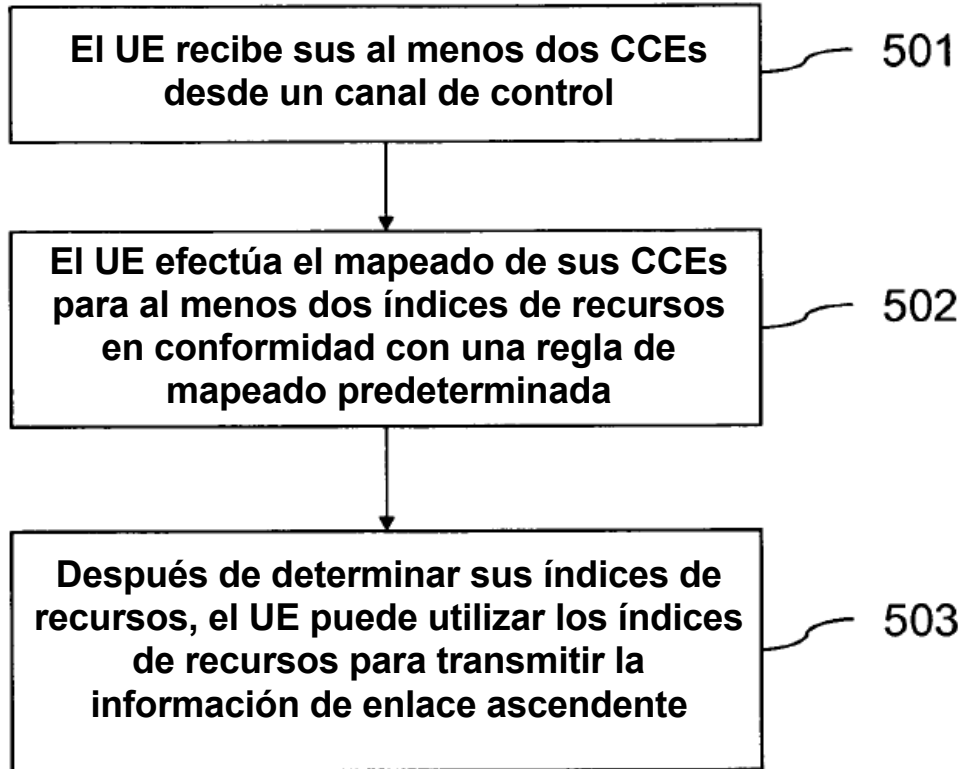 El UE recibe sus al menos dos CCEs
desde un canal de control
501
El UE efectúa el mapeado de sus CCEs
para al menos dos índices de recursos
en conformidad con una regla de
mapeado predeterminada
502
Después de determinar sus índices de
recursos, el UE puede utilizar los índices
de recursos para transmitir la
información de enlace ascendente
503